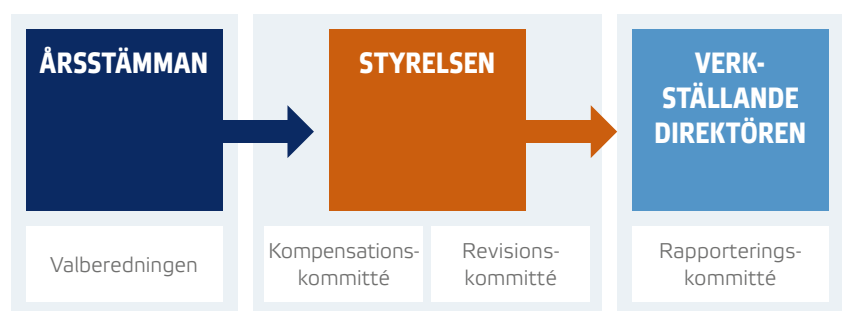 ÅRSSTÄMMAN
Valberedningen
STYRELSEN
Kompensations-
kommitté
Revisions-
kommitté
VERK-
STÄLLANDE
DIREKTÖREN
Rapporterings-
kommitté